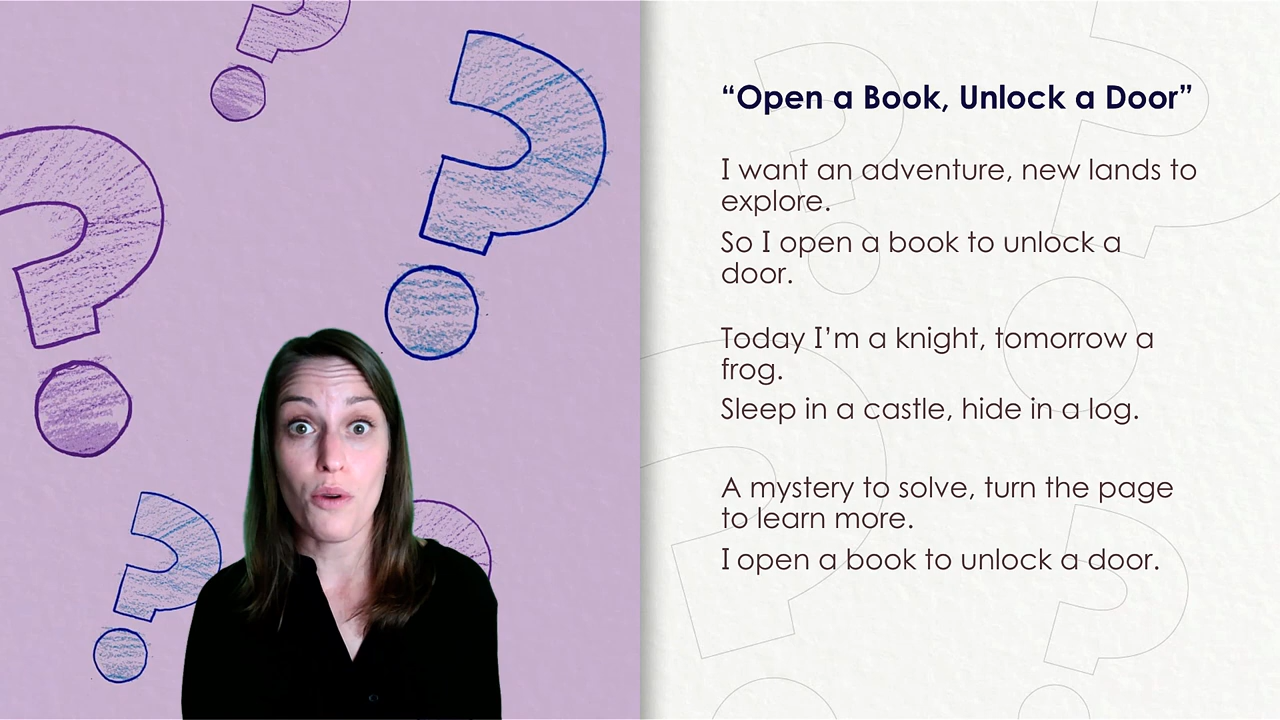 “Open a Book, Unlock a Door”
I want an adventure, new lands to
explore.
So I open a book to unlock a
door.
Today I’m a knight, tomorrow a
frog.
Sleep in a castle, hide in a log.
A mystery to solve, turn the page
to learn more.
I open a book to unlock a door.